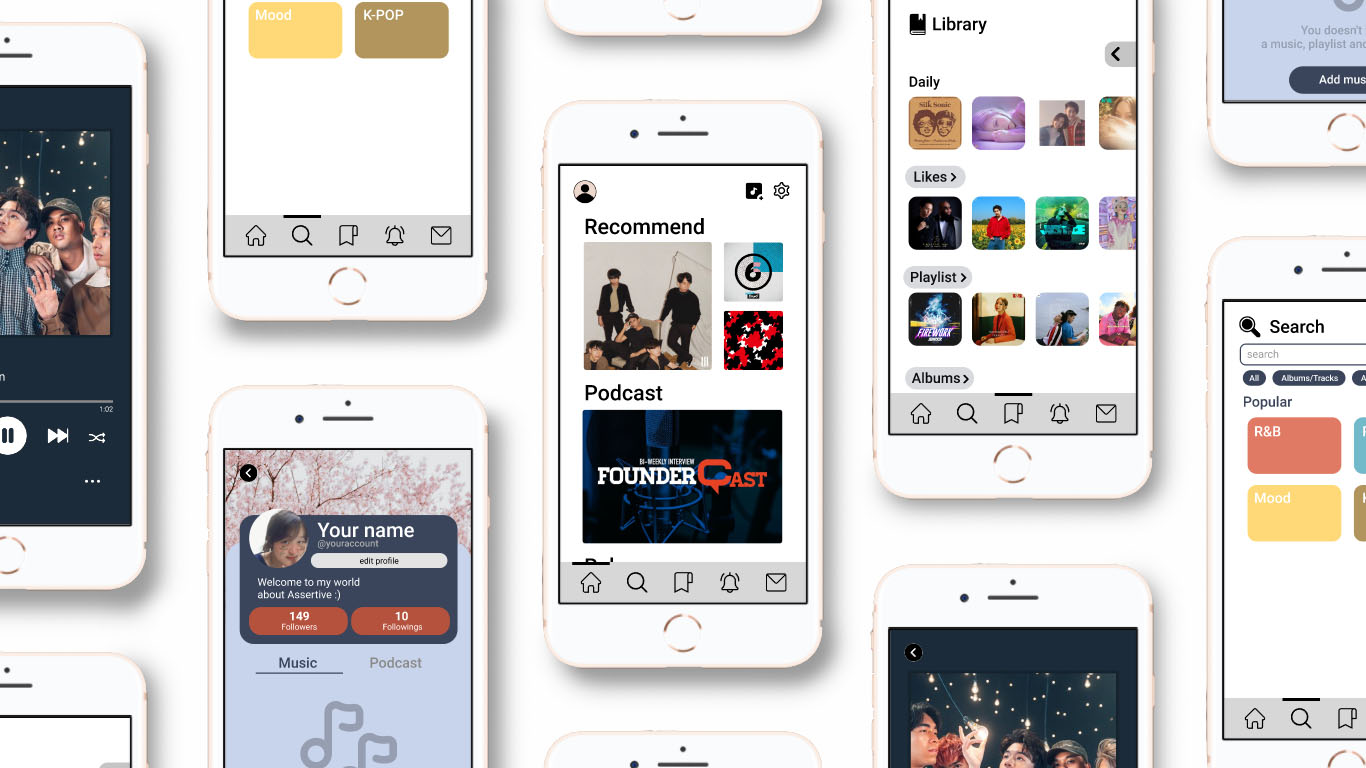 n
1:02
Mood
K-POP
Your name
@youraccount
edit profile
Welcome to my world
about Assertive :)
149
Followers
10
Followings
Music
Podcast
Recommend
Podcast
BI-WEEKLY INTERVIEW
FOUNDER CAST
Library
Daily
Silk Sonic
Likes >
Playlist >
FIREWORK
Albums >
You doesn't
a music, playlist and
Add mus
Search
search
All
Albums/Tracks
A
Popular
R&B
Mood